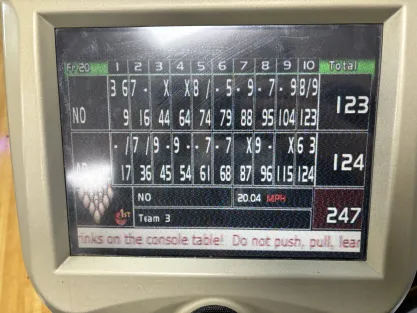 Fr 20 1 2 3 4 5 6 7 8 9 10 Total
3 6 7 - X X 8 / - 5 - 9 - 7 - 9 8 / 9
NO 9 16 44 64 74 79 88 95 104 123 123
- / 7 / 9 - 9 - - 7 - 7 X 9 - X X 6 3
17 36 45 54 61 68 87 96 115 124 124
NO 20.04 MPH
1ST Team 3 247
inks on the console table! Do not push, pull, lear